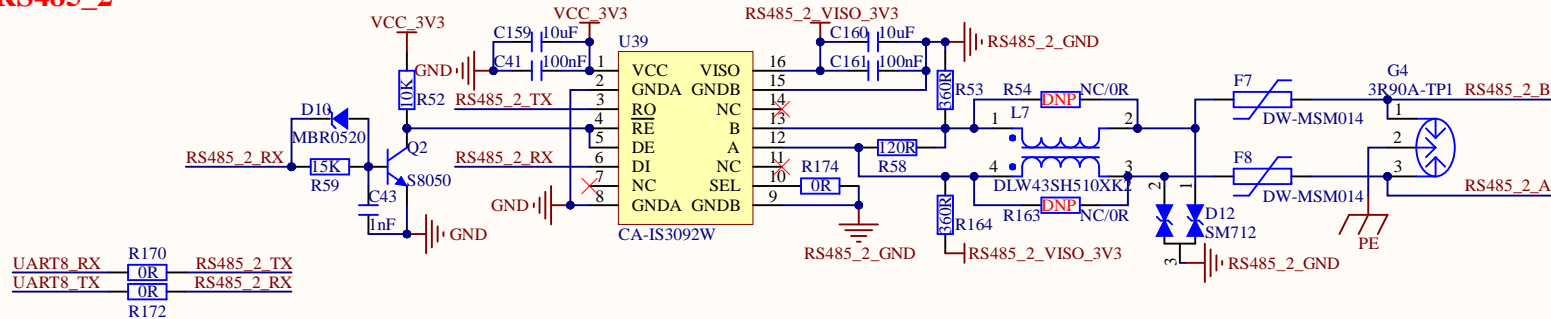 RS485_2
VCC_3V3
VCC_3V3
RS485_2_VISO_3V3
C159
10uF
C160
10uF
RS485_2_GND
GND
C41
100nF
C161
100nF
U39
10K
R52
1
VCC
VISO
16
2
GNDA
GNDB
15
RS485_2_TX
3
RO
NC
14
4
RE
B
13
5
DE
A
12
RS485_2_RX
6
DI
NC
11
7
NC
SEL
10
8
GNDA
GNDB
9
GND
CA-IS3092W
D10
MBR0520
RS485_2_RX
15K
R59
Q2
S8050
C43
1nF
GND
R174
0R
RS485_2_GND
360R
R53
120R
R58
360R
R164
RS485_2_VISO_3V3
R54
DNP
NC/0R
L7
1
2
4
3
DLW43SH510XK2
R163
DNP
NC/0R
2
1
D12
SM712
3
RS485_2_GND
F7
DW-MSM014
F8
DW-MSM014
G4
3R90A-TP1
RS485_2_B
1
2
3
RS485_2_A
PE
UART8_RX
R170
0R
RS485_2_TX
UART8_TX
0R
RS485_2_RX
R172